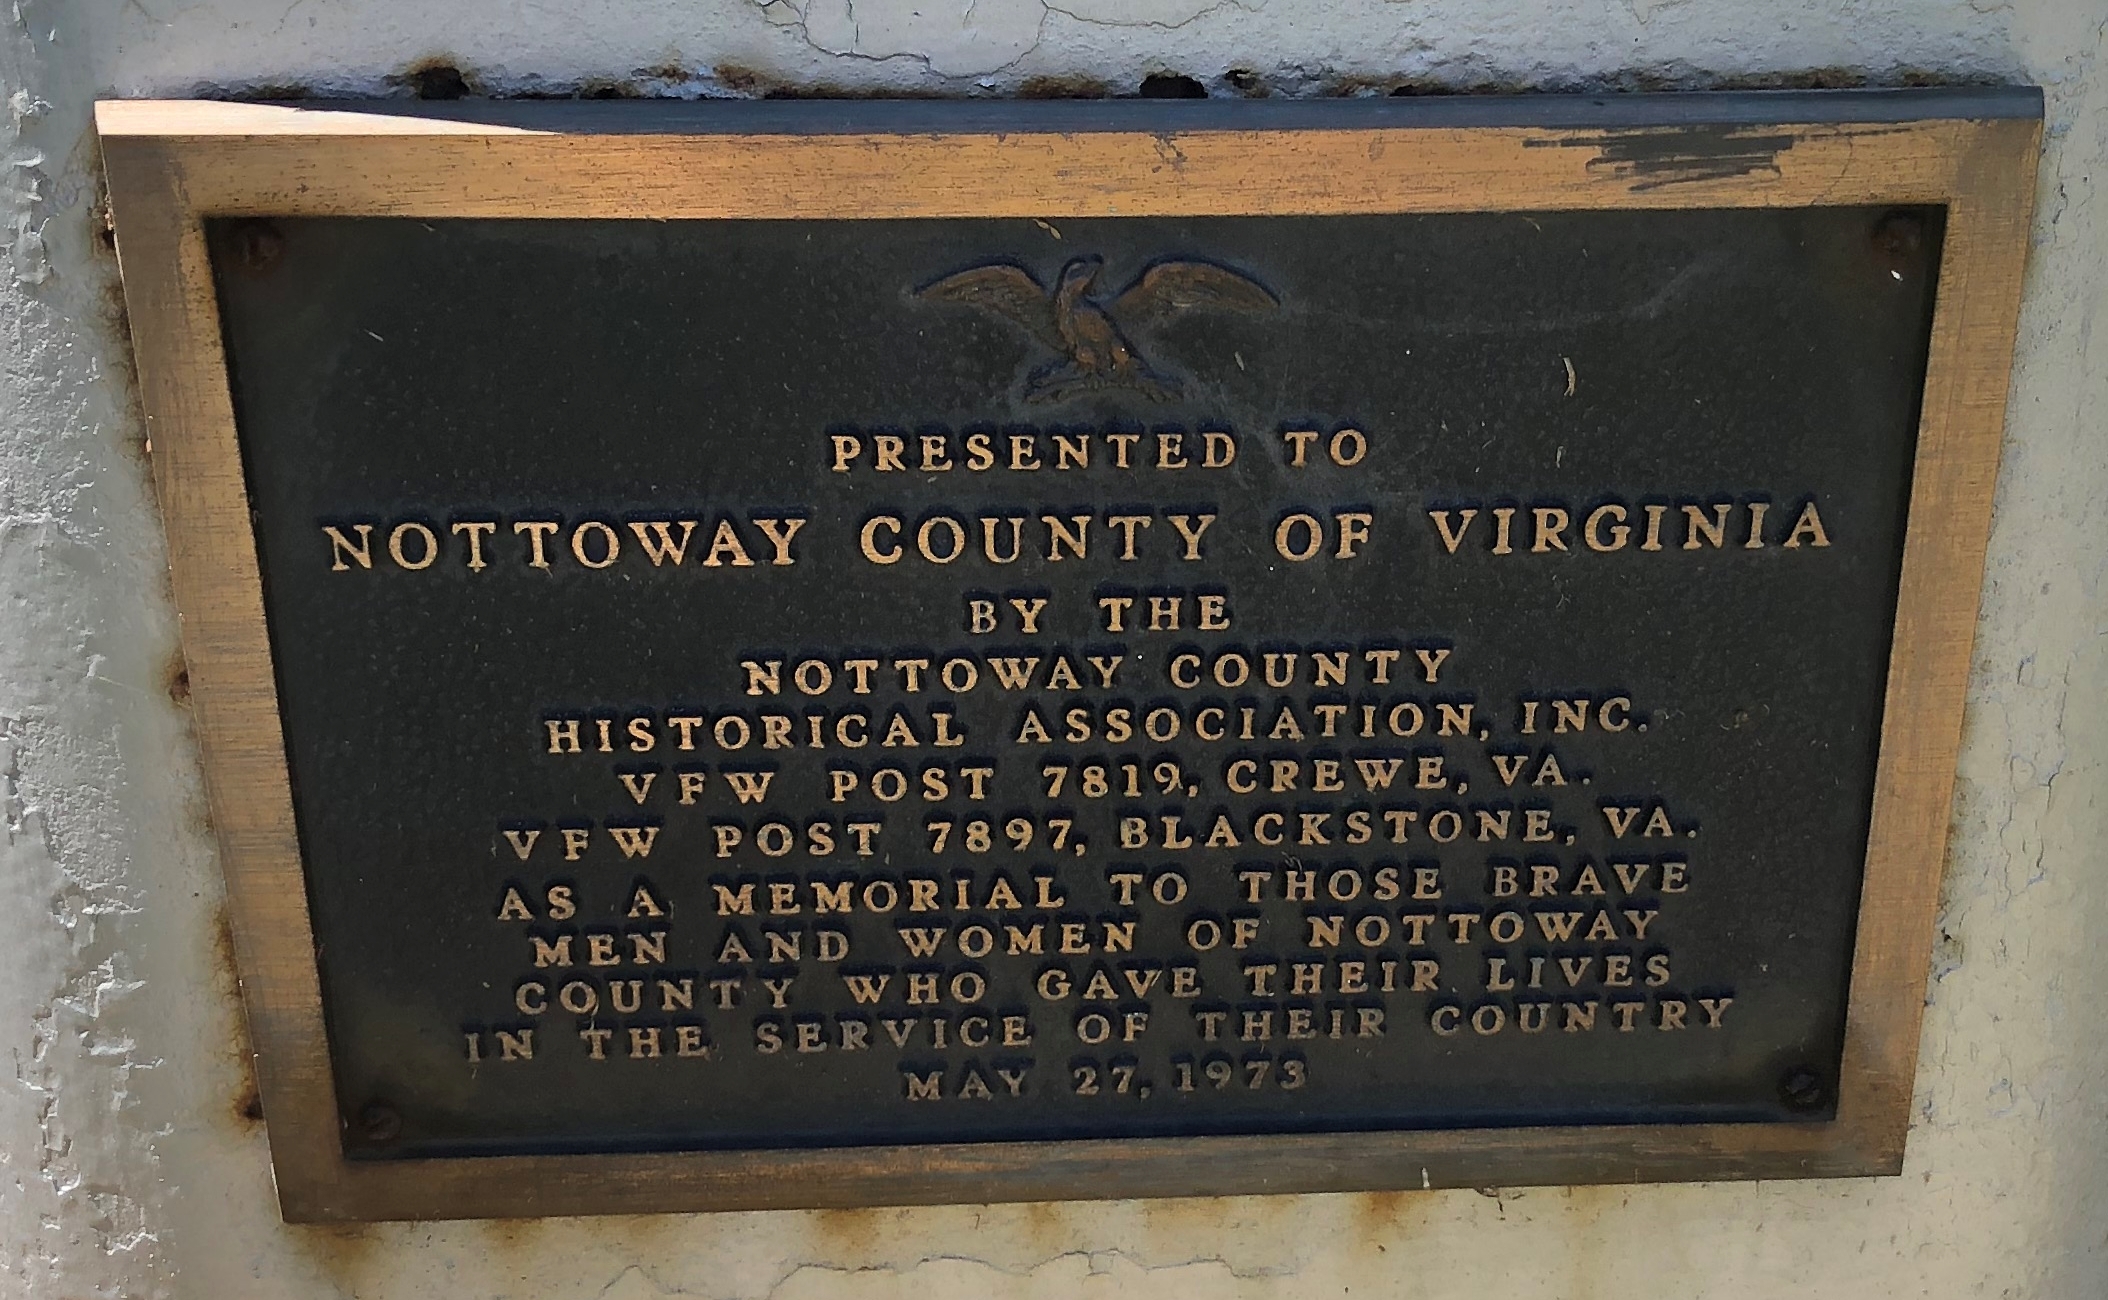 PRESENTED TO
NOTTOWAY COUNTY OF VIRGINIA
BY THE
NOTTOWAY COUNTY
HISTORICAL ASSOCIATION, INC.
VFW POST 7819, CREWE, VA.
VFW POST 7897, BLACKSTONE, VA.
AS A MEMORIAL TO THOSE BRAVE
MEN AND WOMEN OF NOTTOWAY
COUNTY WHO GAVE THEIR LIVES
IN THE SERVICE OF THEIR COUNTRY
MAY 27, 1973